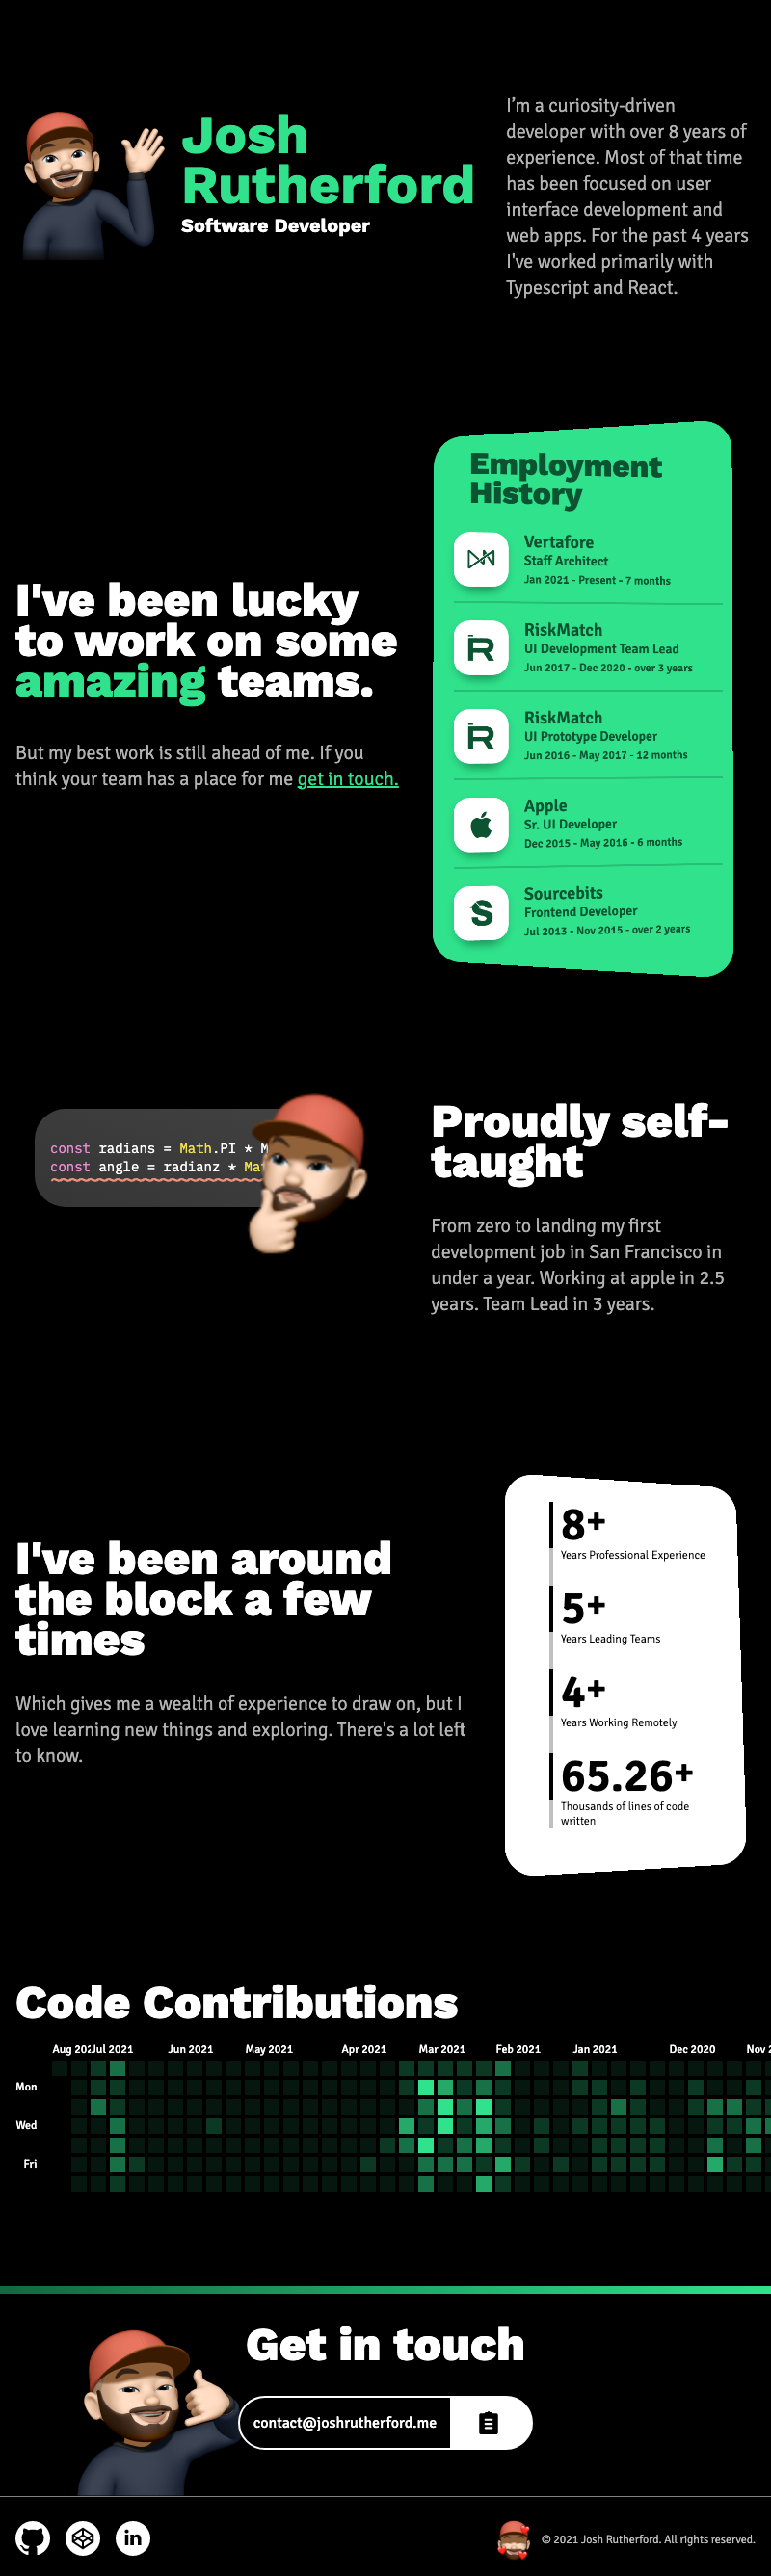 Josh
Rutherford
Software Developer
I'm a curiosity-driven
developer with over 8 years of
experience. Most of that time
has been focused on user
interface development and
web apps. For the past 4 years
I've worked primarily with
Typescript and React.
I've been lucky
to work on some
amazing teams.
But my best work is still ahead of me. If you
think your team has a place for me get in touch.
Employment
History
Vertafore
Staff Architect
Jan 2021 - Present - 7 months
RiskMatch
UI Development Team Lead
Jun 2017 - Dec 2020 - over 3 years
RiskMatch
UI Prototype Developer
Jun 2016 - May 2017 - 12 months
Apple
Sr. UI Developer
Dec 2015 - May 2016 - 6 months
Sourcebits
Frontend Developer
Jul 2013 - Nov 2015 - over 2 years
const radians = Math.PI * M
const angle = radianz * Mat
Proudly self-
taught
From zero to landing my first
development job in San Francisco in
under a year. Working at apple in 2.5
years. Team Lead in 3 years.
I've been around
the block a few
times
Which gives me a wealth of experience to draw on, but I
love learning new things and exploring. There's a lot left
to know.
8+
Years Professional Experience
5+
Years Leading Teams
4+
Years Working Remotely
65.26+
Thousands of lines of code
written
Code Contributions
Aug 202 Jul 2021 Jun 2021 May 2021 Apr 2021 Mar 2021 Feb 2021 Jan 2021 Dec 2020 Nov 2
Mon
Wed
Fri
Get in touch
contact@joshrutherford.me
© 2021 Josh Rutherford. All rights reserved.